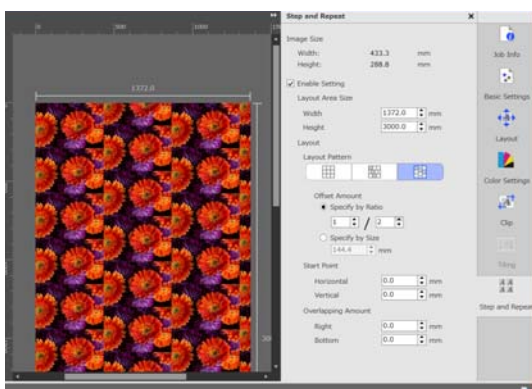 Step and Repeat
Image Size
Width: 433.3 mm
Height: 288.8 mm
Enable Setting
Layout Area Size
Width 1372.0 mm
Height 3000.0 mm
Layout
Layout Pattern
Offset Amount
Specify by Ratio
1 / 2
Specify by Size
144.4 mm
Start Point
Horizontal 0.0 mm
Vertical 0.0 mm
Overlapping Amount
Right 0.0 mm
Bottom 0.0 mm
Job Info
Basic Settings
Layout
Color Settings
Clip
Tiling
Step and Repeat
0 500 1000
1372.0